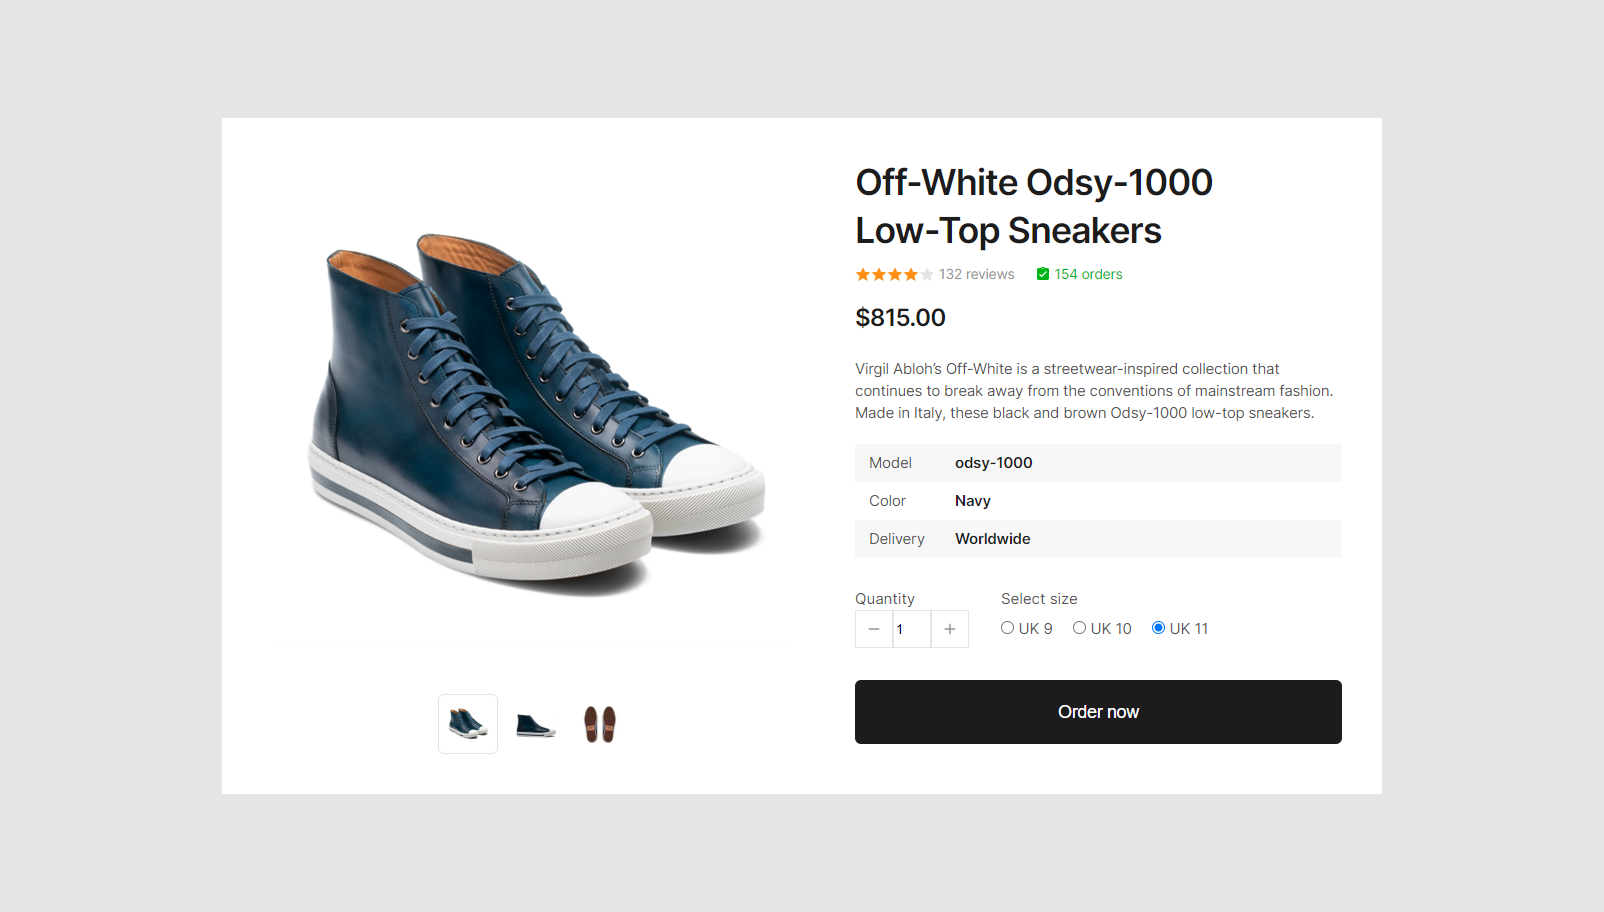 Off-White Odsy-1000
Low-Top Sneakers
132 reviews
154 orders
$815.00
Virgil Abloh’s Off-White is a streetwear-inspired collection that
continues to break away from the conventions of mainstream fashion.
Made in Italy, these black and brown Odsy-1000 low-top sneakers.
Model odsy-1000
Color Navy
Delivery Worldwide
Quantity
1
Select size
UK 9 UK 10 UK 11
Order now